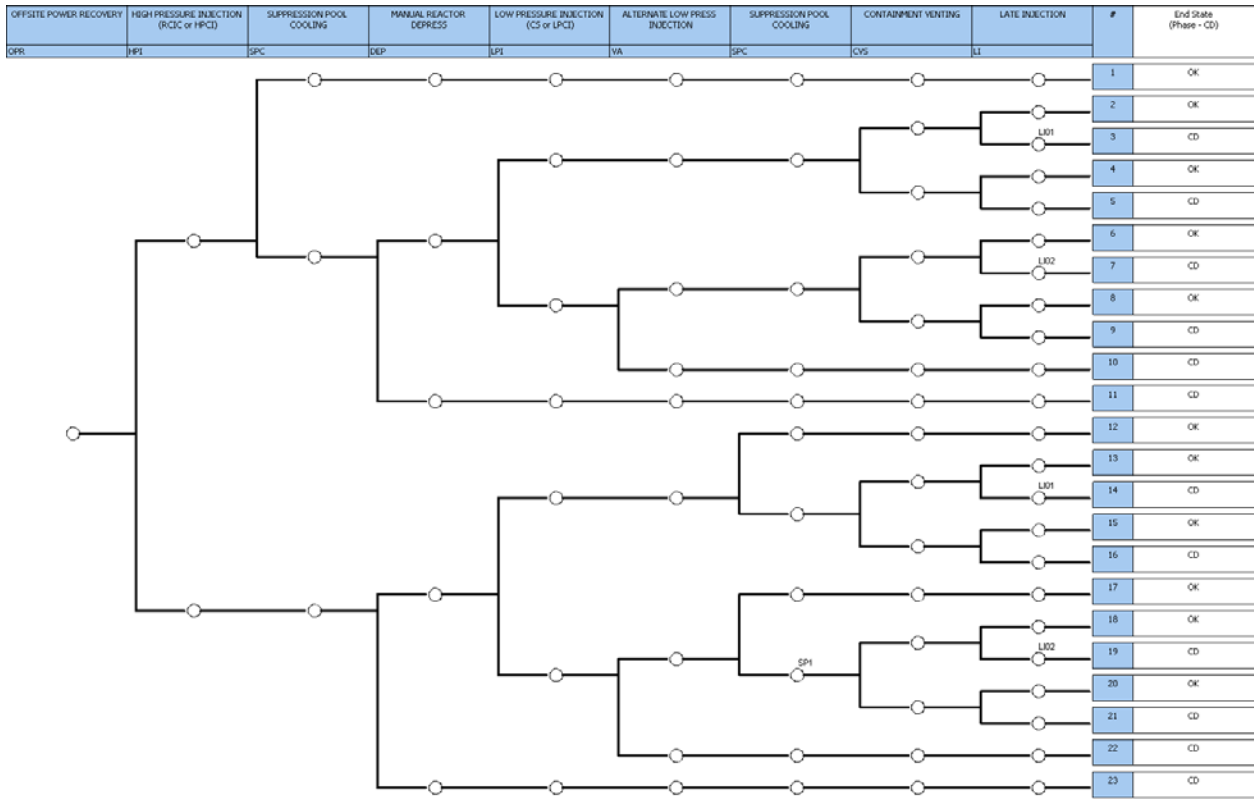 OFFSITE POWER RECOVERY
HIGH PRESSURE INJECTION
(RCIC or HPCI)
SUPPRESSION POOL
COOLING
MANUAL REACTOR
DEPRESS
LOW PRESSURE INJECTION
(CS or LPCI)
ALTERNATE LOW PRESS
INJECTION
SUPPRESSION POOL
COOLING
CONTAINMENT VENTING
LATE INJECTION
#
End State
(Phase - CD)
OPR
HPI
SPC
DEP
LPI
VA
SPC
CVS
LI
1 OK
2 OK
LI01
3 CD
4 OK
5 CD
6 OK
LI02
7 CD
8 OK
9 CD
10 CD
11 CD
12 OK
13 OK
LI01
14 CD
15 OK
16 CD
17 OK
18 OK
LI02
19 CD
SP1
20 OK
21 CD
22 CD
23 CD